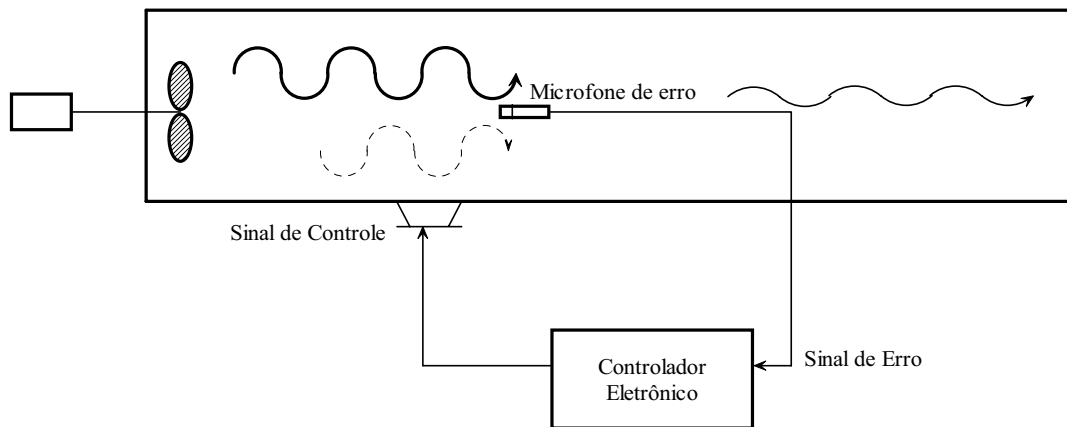 Microfone de erro
Sinal de Controle
Controlador
Eletrônico
Sinal de Erro